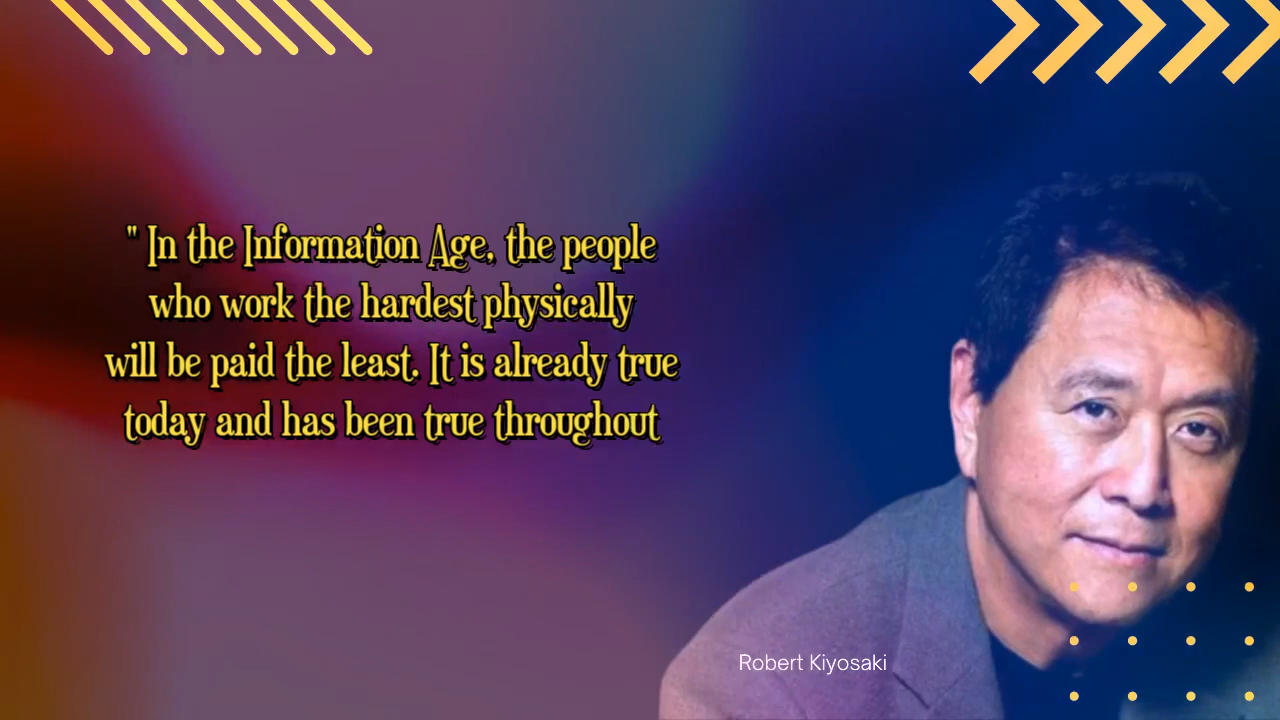 " In the Information Age, the people
who work the hardest physically
will be paid the least. It is already true
today and has been true throughout
Robert Kiyosaki